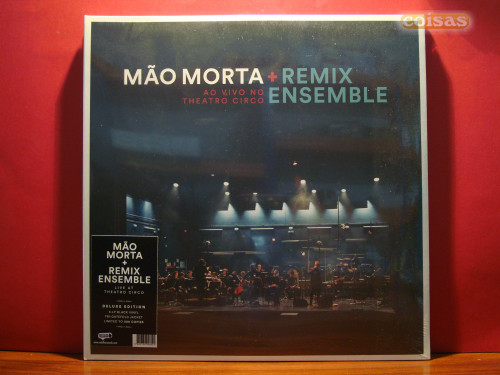 coisas
MÃO MORTA + REMIX
AO VIVO NO
THEATRO CIRCO
ENSEMBLE
MÃO
MORTA
+
REMIX
ENSEMBLE
LIVE AT
THEATRO CIRCO
DELUXE EDITION